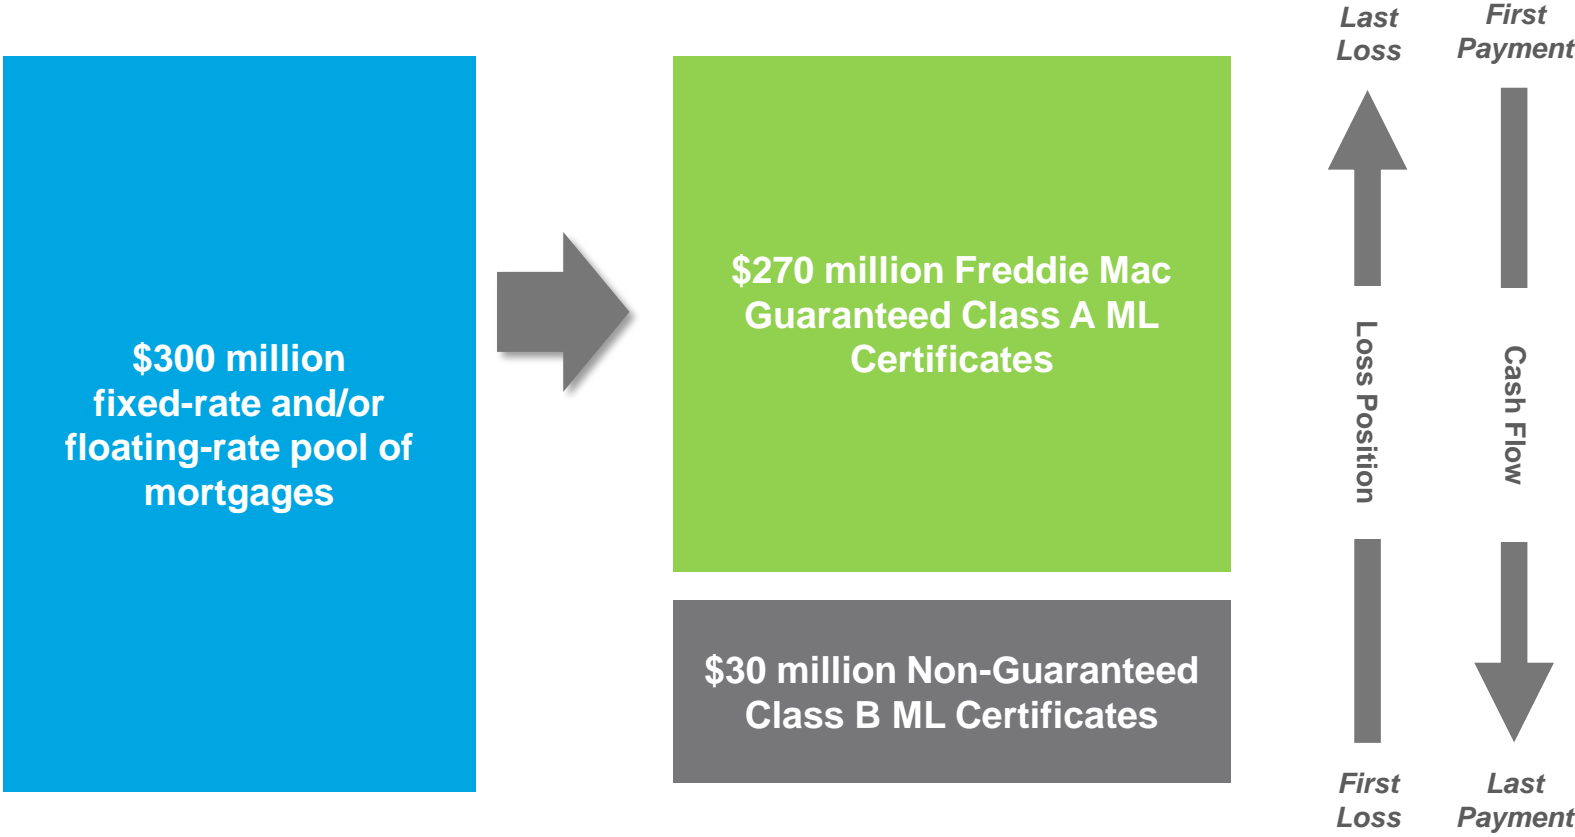 $300 million
fixed-rate and/or
floating-rate pool of
mortgages
$270 million Freddie Mac
Guaranteed Class A ML
Certificates
$30 million Non-Guaranteed
Class B ML Certificates
Last
Loss
Loss Position
First
Loss
First
Payment
Cash Flow
Last
Payment